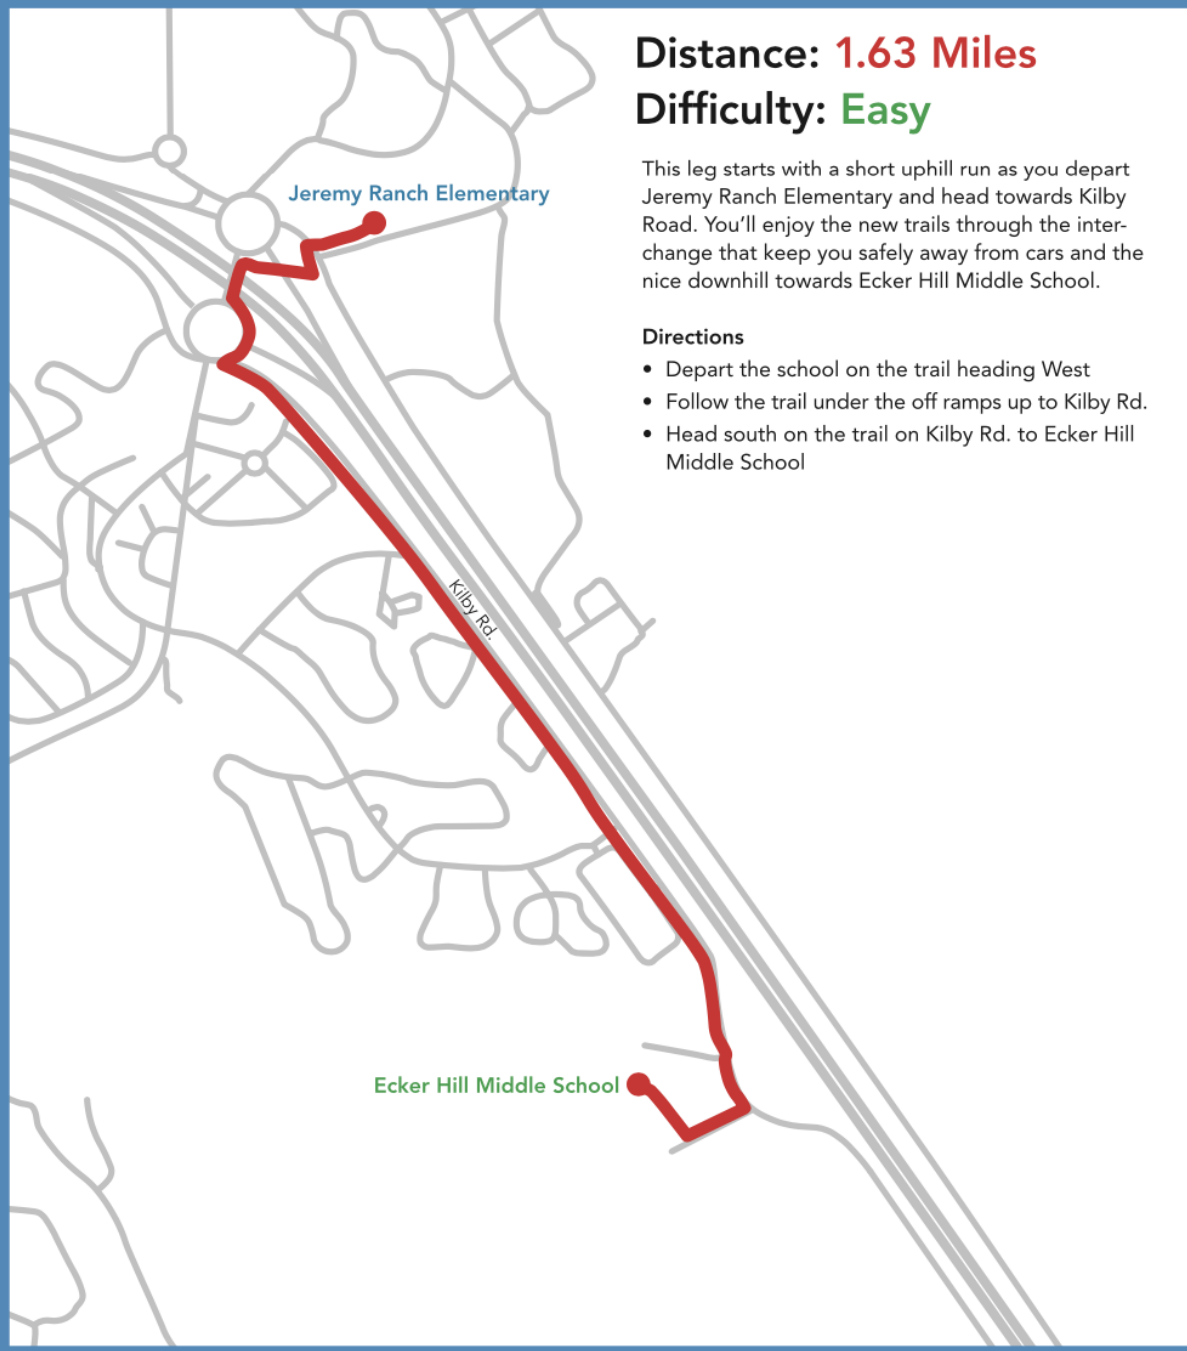 Distance: 1.63 Miles
Difficulty: Easy
This leg starts with a short uphill run as you depart
Jeremy Ranch Elementary and head towards Kilby
Road. You’ll enjoy the new trails through the inter-
change that keep you safely away from cars and the
nice downhill towards Ecker Hill Middle School.
Directions
• Depart the school on the trail heading West
• Follow the trail under the off ramps up to Kilby Rd.
• Head south on the trail on Kilby Rd. to Ecker Hill
Middle School
Jeremy Ranch Elementary
Kilby Rd.
Ecker Hill Middle School